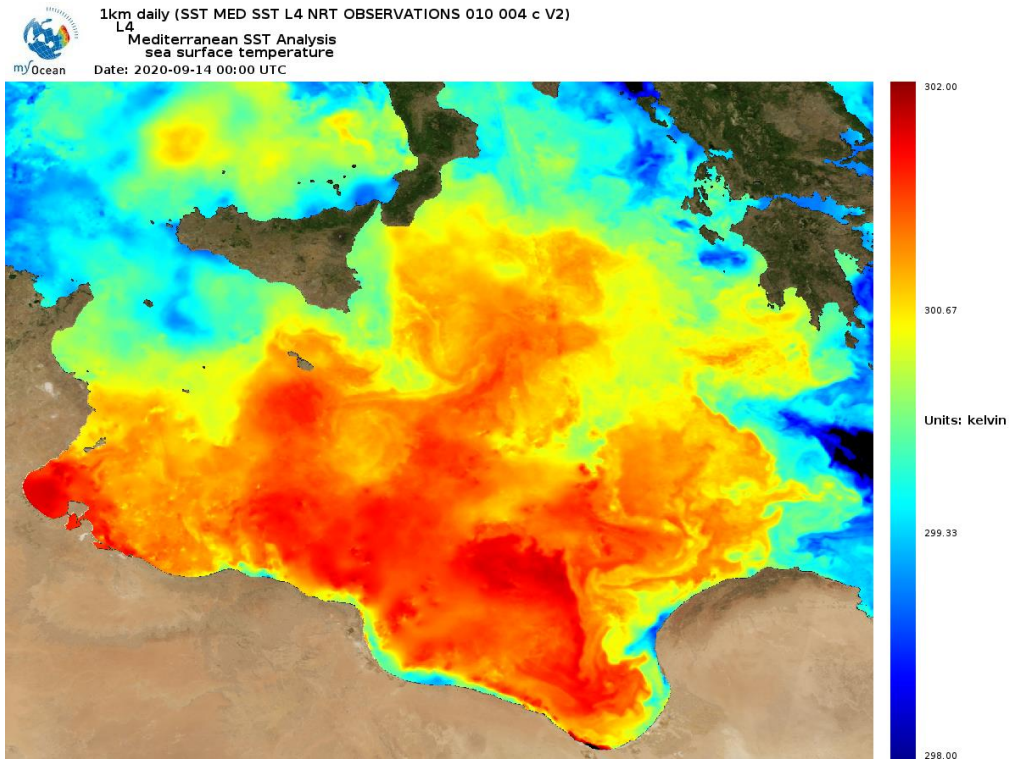 1km daily (SST MED SST L4 NRT OBSERVATIONS 010 004 c V2)
L4
Mediterranean SST Analysis
sea surface temperature
Date: 2020-09-14 00:00 UTC
myOcean
302.00
300.67
Units: kelvin
299.33
298.00